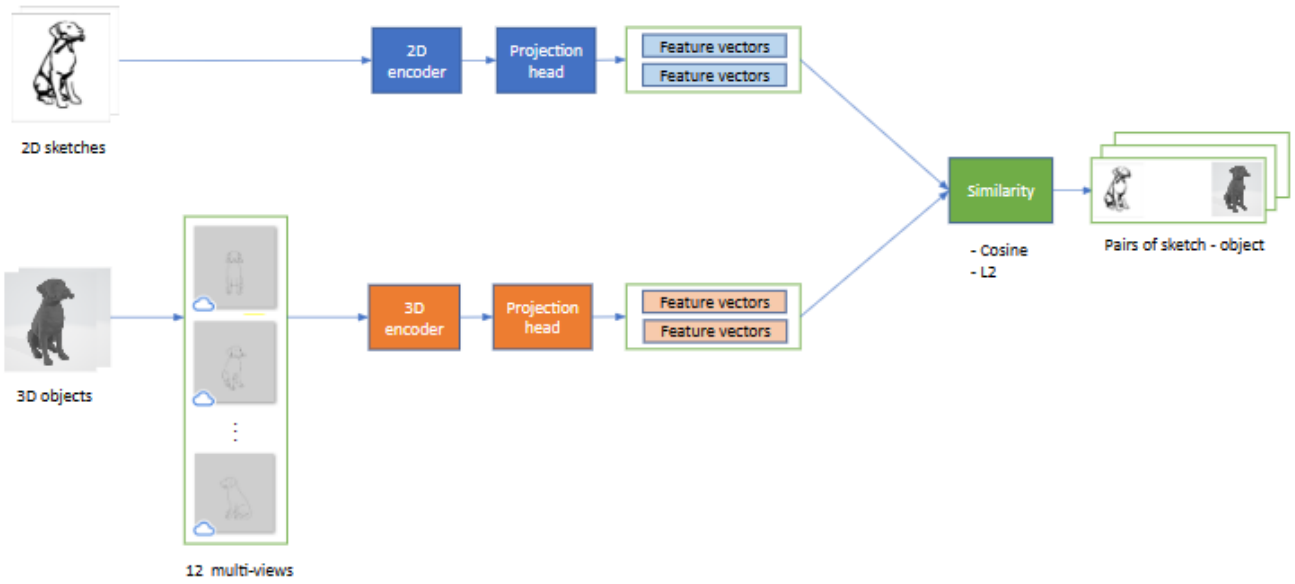 2D sketches
2D
encoder
Projection
head
Feature vectors
Feature vectors
3D objects
12 multi-views
3D
encoder
Projection
head
Feature vectors
Feature vectors
Similarity
- Cosine
- L2
Pairs of sketch - object